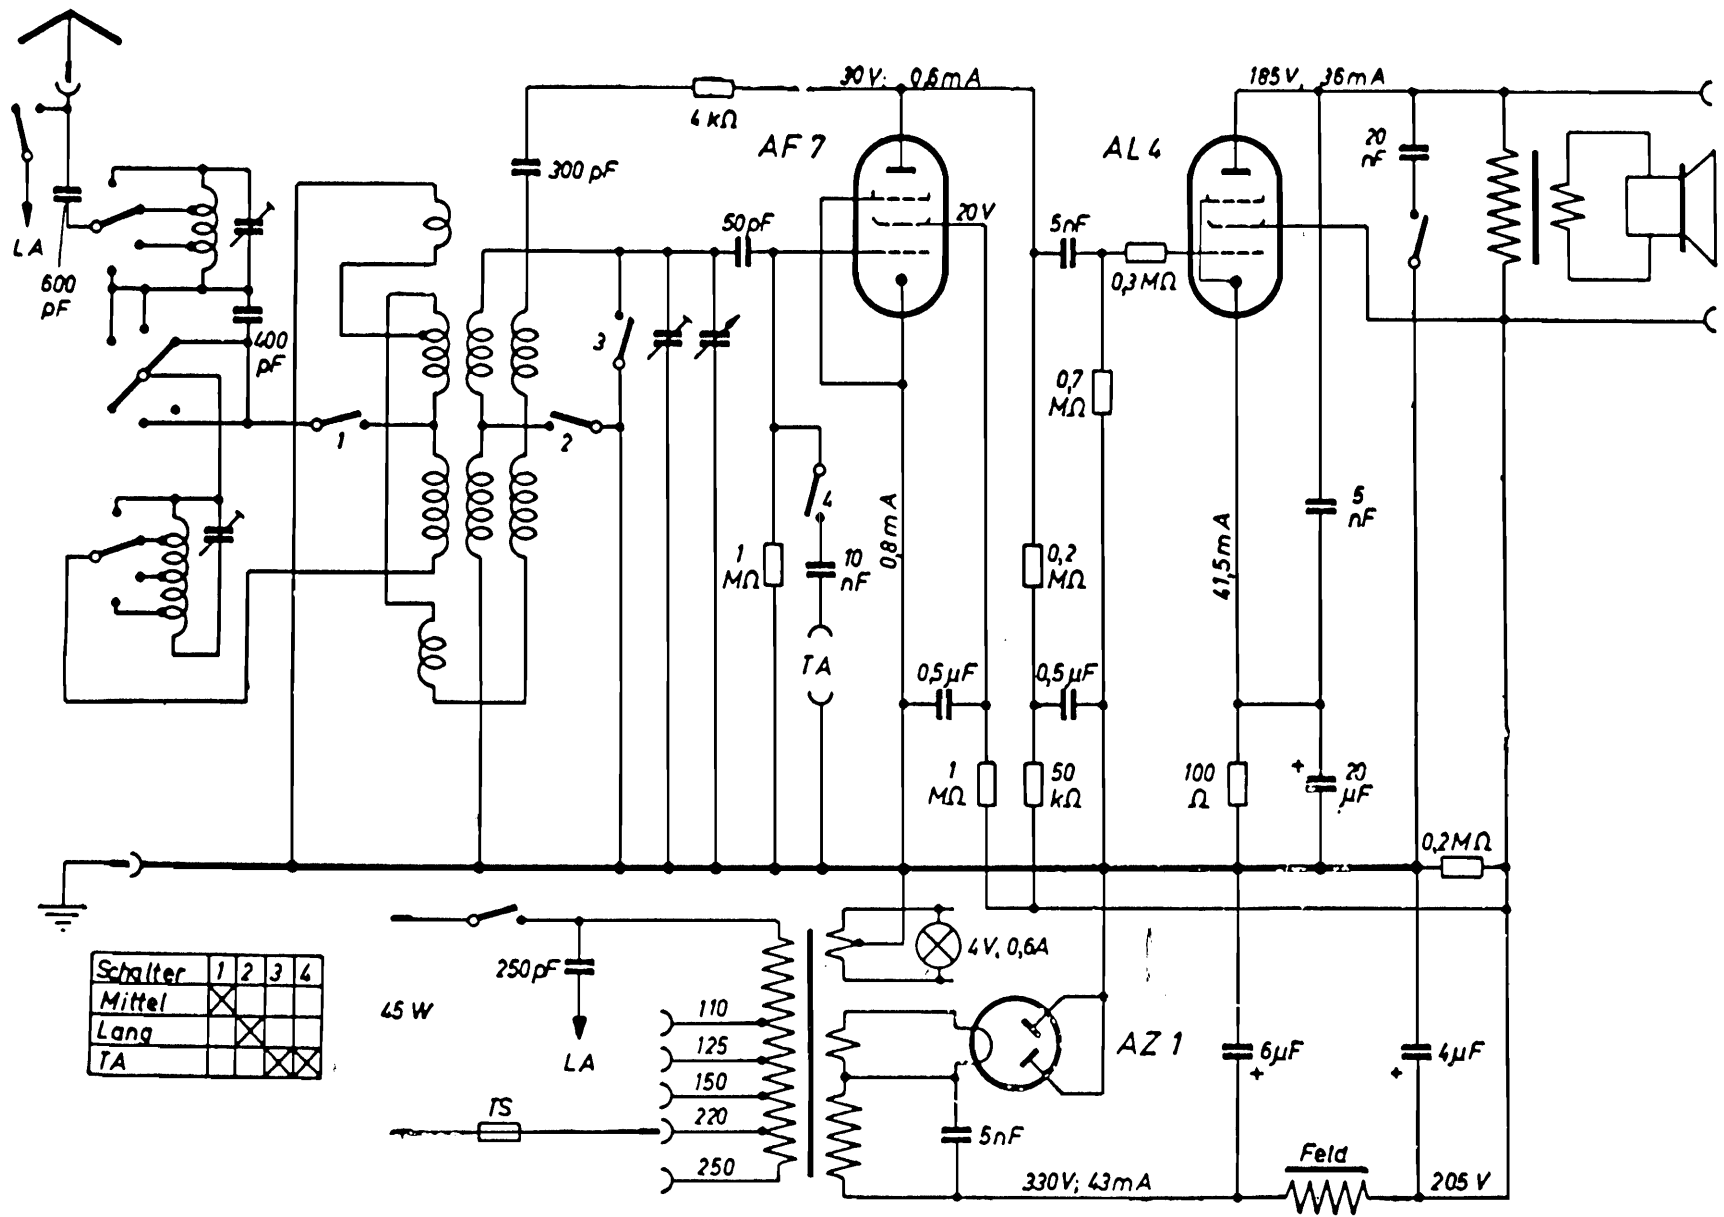 30V; 0,6mA
185V, 36mA
4 kΩ
AF 7
AL 4
20
nF
300 pF
50pF
20V
5nF
LA
0,3MΩ
600
pF
400
pF
3
0,7
MΩ
1
2
4
0,8mA
5
nF
41,5mA
1
MΩ
10
nF
0,2
MΩ
TA
0,5µF
0,5µF
1
MΩ
50
kΩ
100
Ω
+
20
µF
0,2MΩ
250pF
4V, 0,6A
Schalter 1 2 3 4
Mittel
Lang
TA
45 W
LA
110
125
150
220
250
TS
AZ 1
6µF
+
4µF
+
5nF
Feld
330V; 43mA
205 V